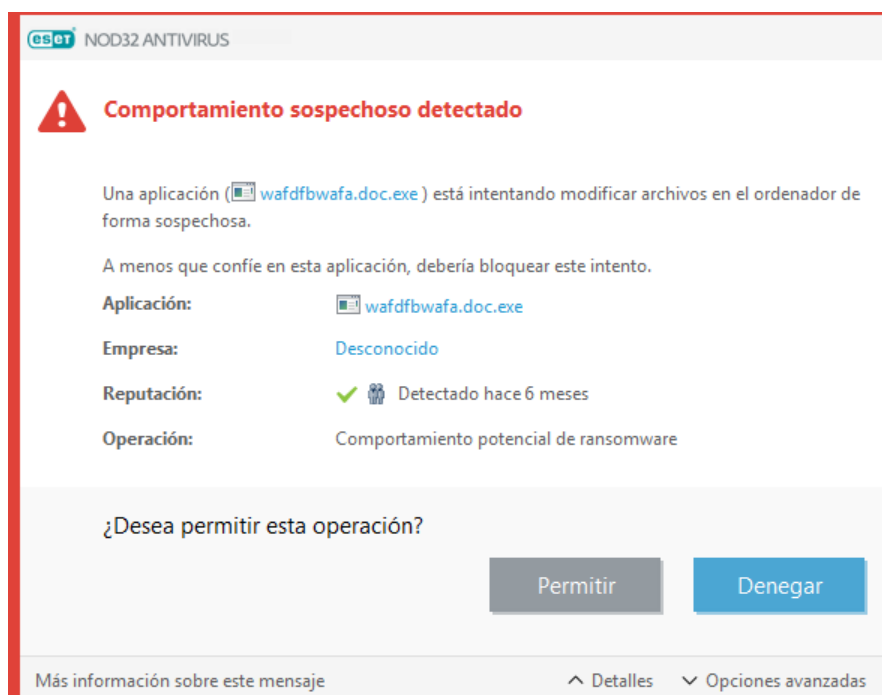 eset NOD32 ANTIVIRUS
Comportamiento sospechoso detectado
Una aplicación ( wafdfbwafa.doc.exe ) está intentando modificar archivos en el ordenador de
forma sospechosa.
A menos que confíe en esta aplicación, debería bloquear este intento.
Aplicación: wafdfbwafa.doc.exe
Empresa: Desconocido
Reputación: Detectado hace 6 meses
Operación: Comportamiento potencial de ransomware
¿Desea permitir esta operación?
Permitir Denegar
Más información sobre este mensaje Detalles Opciones avanzadas